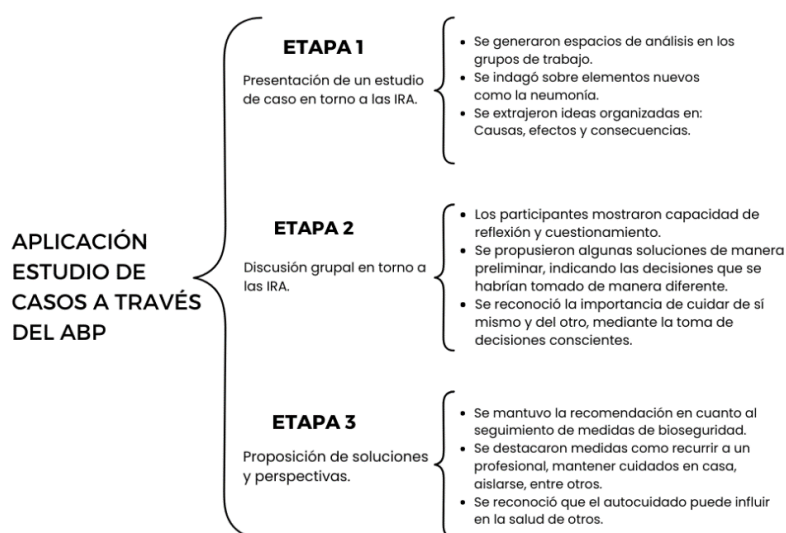 APLICACIÓN
ESTUDIO DE
CASOS A TRAVÉS
DEL ABP
ETAPA 1
Presentación de un estudio
de caso en torno a las IRA.
• Se generaron espacios de análisis en los
grupos de trabajo.
• Se indagó sobre elementos nuevos
como la neumonía.
• Se extrajeron ideas organizadas en:
Causas, efectos y consecuencias.
ETAPA 2
Discusión grupal en torno a
las IRA.
• Los participantes mostraron capacidad de
reflexión y cuestionamiento.
• Se propusieron algunas soluciones de manera
preliminar, indicando las decisiones que se
habrían tomado de manera diferente.
• Se reconoció la importancia de cuidar de sí
mismo y del otro, mediante la toma de
decisiones conscientes.
ETAPA 3
Proposición de soluciones
y perspectivas.
• Se mantuvo la recomendación en cuanto al
seguimiento de medidas de bioseguridad.
• Se destacaron medidas como recurrir a un
profesional, mantener cuidados en casa,
aislarse, entre otros.
• Se reconoció que el autocuidado puede influir
en la salud de otros.